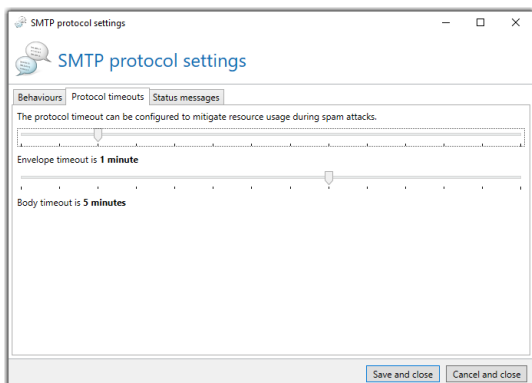 SMTP protocol settings
SMTP protocol settings
Behaviours Protocol timeouts Status messages
The protocol timeout can be configured to mitigate resource usage during spam attacks.
Envelope timeout is 1 minute
Body timeout is 5 minutes
Save and close Cancel and close